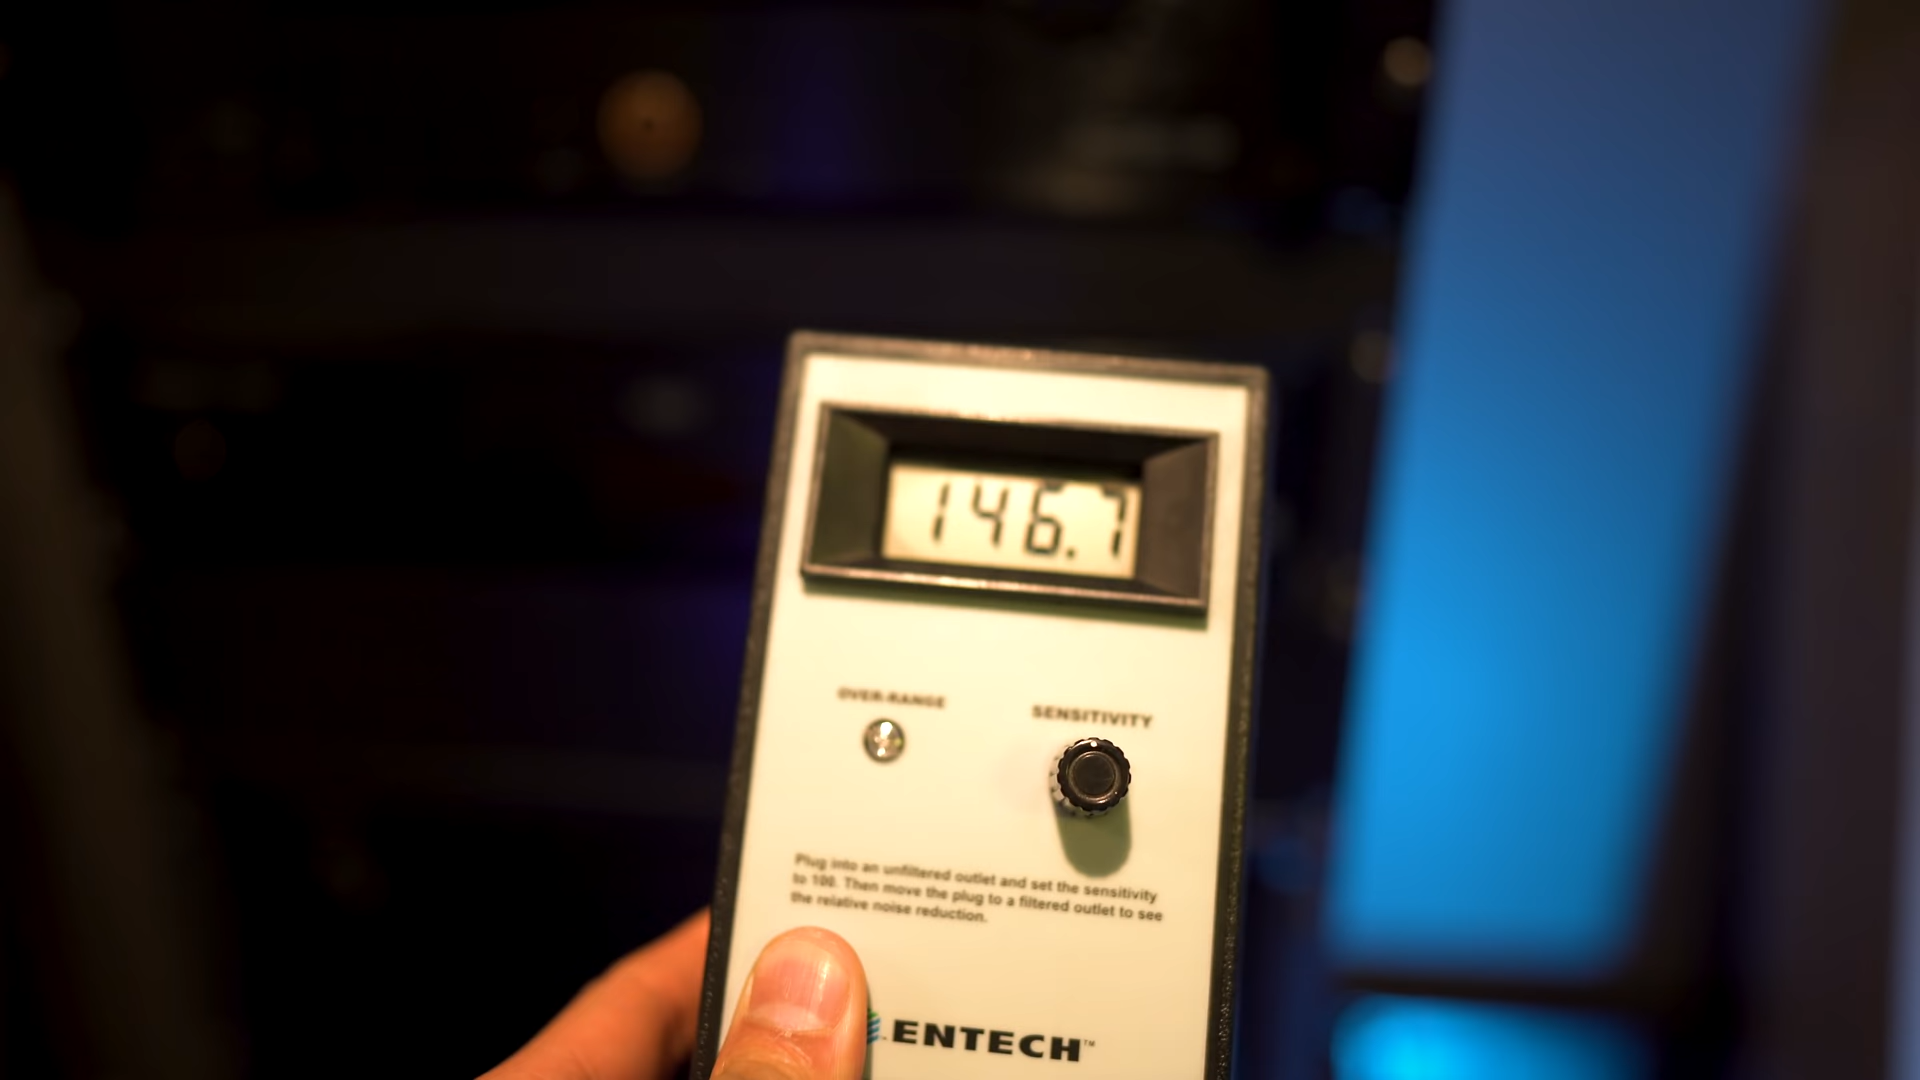 146.7
OVER-RANGE
SENSITIVITY
Plug into an unfiltered outlet and set the sensitivity
to 100. Then move the plug to a filtered outlet to see
the relative noise reduction.
ENTECH™